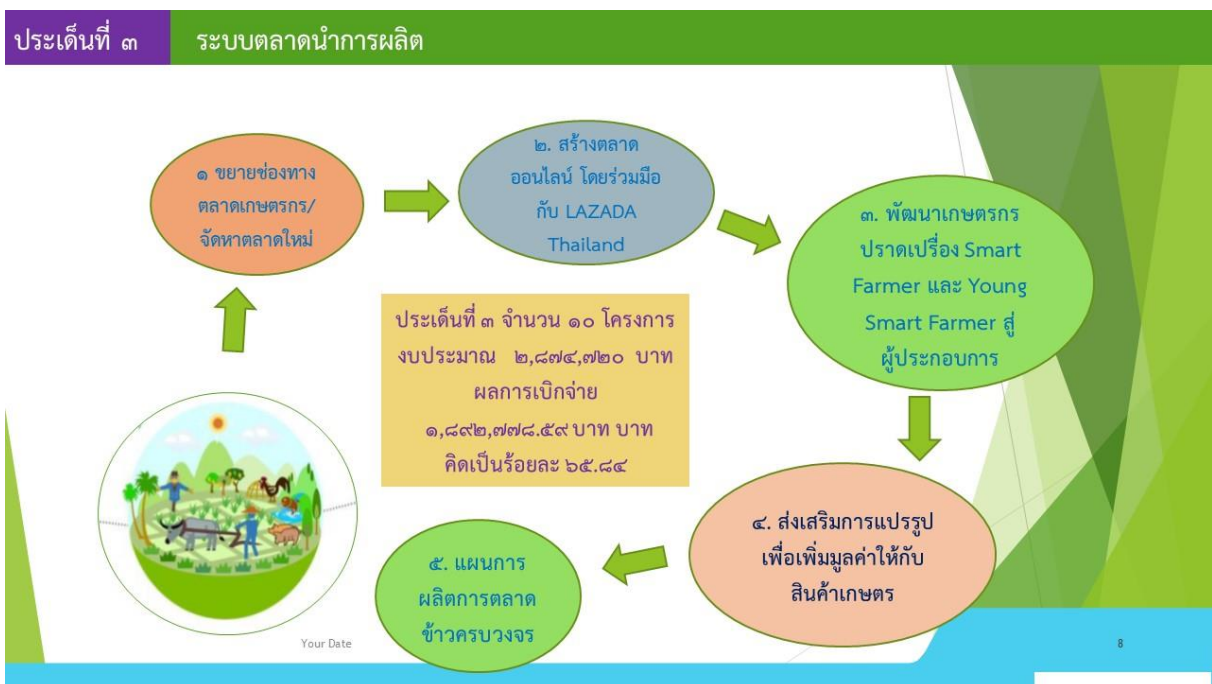 ประเด็นที่ ๓
ระบบตลาดนำการผลิต
๑ ขยายช่องทาง
ตลาดเกษตรกร/
จัดหาตลาดใหม่
๒. สร้างตลาด
ออนไลน์ โดยร่วมมือ
กับ LAZADA
Thailand
๓. พัฒนาเกษตรกร
ปราดเปรื่อง Smart
Farmer และ Young
Smart Farmer สู่
ผู้ประกอบการ
ประเด็นที่ ๓ จำนวน ๑๐ โครงการ
งบประมาณ ๒,๘๗๔,๗๒๐ บาท
ผลการเบิกจ่าย
๑,๘๙๒,๗๗๘.๕๙ บาท บาท
คิดเป็นร้อยละ ๖๕.๘๔
๔. ส่งเสริมการแปรรูป
เพื่อเพิ่มมูลค่าให้กับ
สินค้าเกษตร
๕. แผนการ
ผลิตการตลาด
ข้าวครบวงจร
Your Date
8